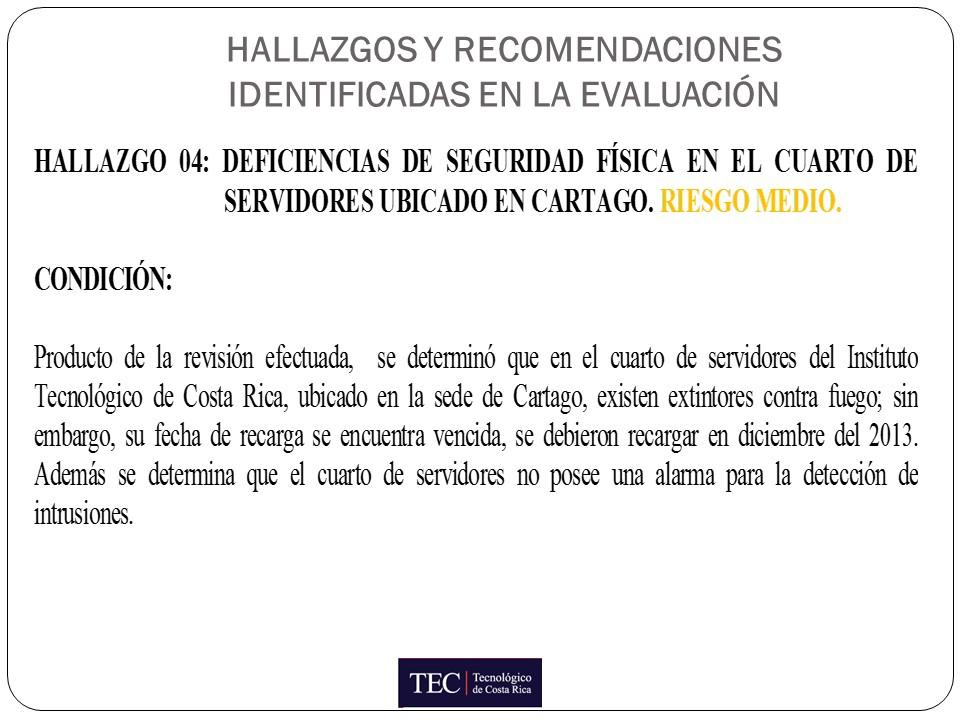 HALLAZGOS Y RECOMENDACIONES
IDENTIFICADAS EN LA EVALUACIÓN
HALLAZGO 04: DEFICIENCIAS DE SEGURIDAD FÍSICA EN EL CUARTO DE
SERVIDORES UBICADO EN CARTAGO. RIESGO MEDIO.
CONDICIÓN:
Producto de la revisión efectuada, se determinó que en el cuarto de servidores del Instituto
Tecnológico de Costa Rica, ubicado en la sede de Cartago, existen extintores contra fuego; sin
embargo, su fecha de recarga se encuentra vencida, se debieron recargar en diciembre del 2013.
Además se determina que el cuarto de servidores no posee una alarma para la detección de
intrusiones.
TEC | Tecnológico
de Costa Rica